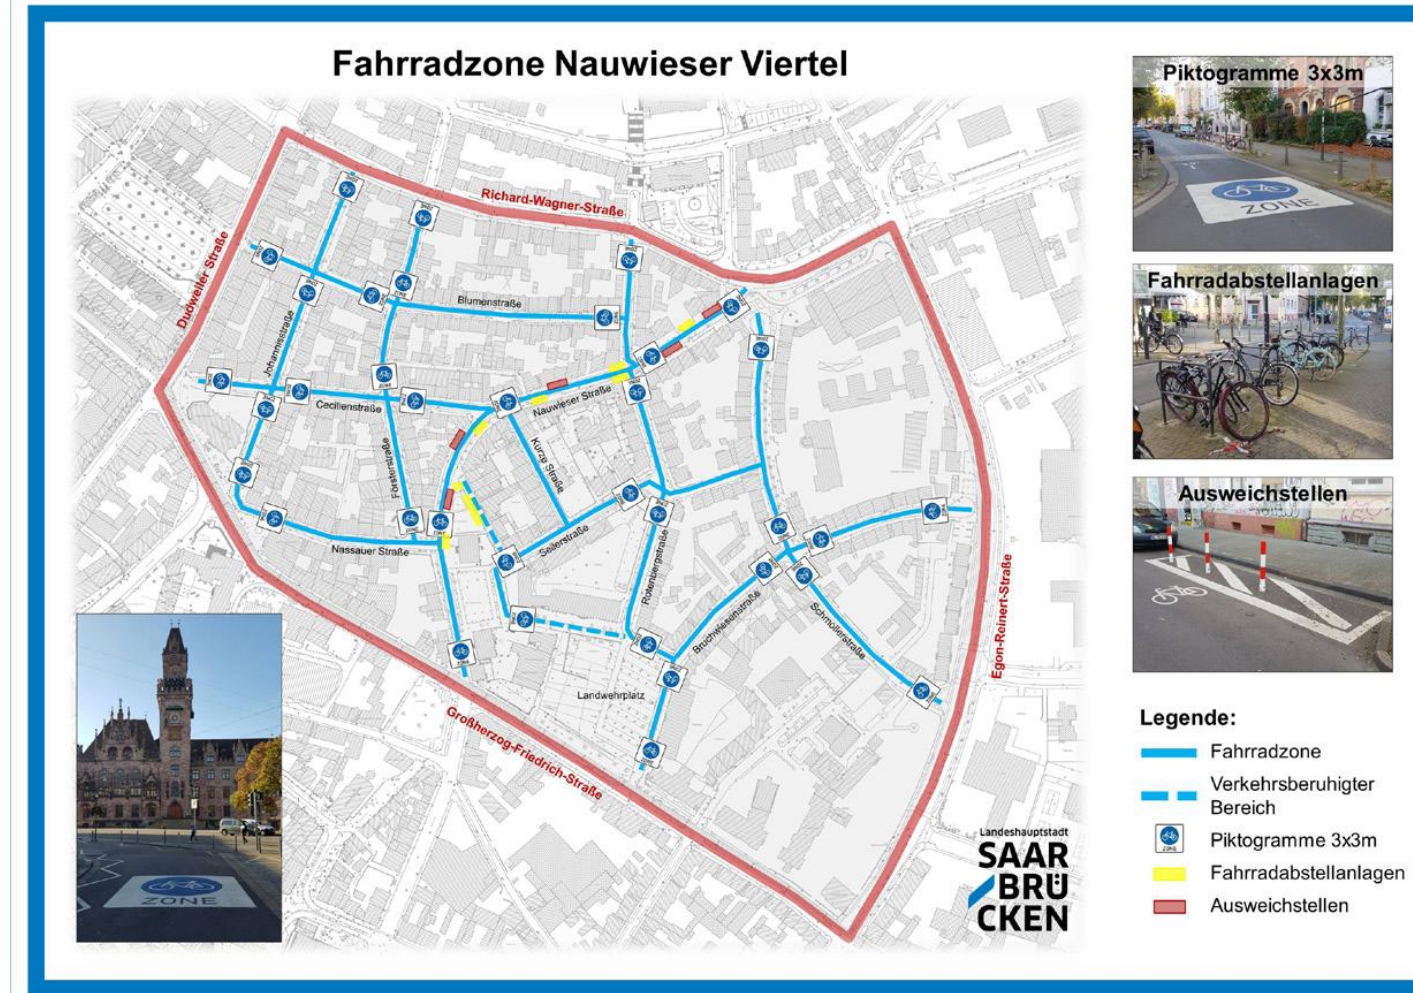 Fahrradzone Nauwieser Viertel
Piktogramme 3x3m
ZONE
Fahrradabstellanlagen
Ausweichstellen
Richard-Wagner-Straße
Dudweiler Straße
Blumenstraße
Johannisstraße
Cecilienstraße
Nauwieser Straße
Kurze Straße
Försterstraße
Nassauer Straße
Seilerstraße
Rotenbergstraße
Bruchwiesenstraße
Schmollerstraße
Egon-Reinert-Straße
Landwehrplatz
Großherzog-Friedrich-Straße
ZONE
Landeshauptstadt
SAAR
BRÜ
CKEN
Legende:
Fahrradzone
Verkehrsberuhigter
Bereich
ZONE
Piktogramme 3x3m
Fahrradabstellanlagen
Ausweichstellen